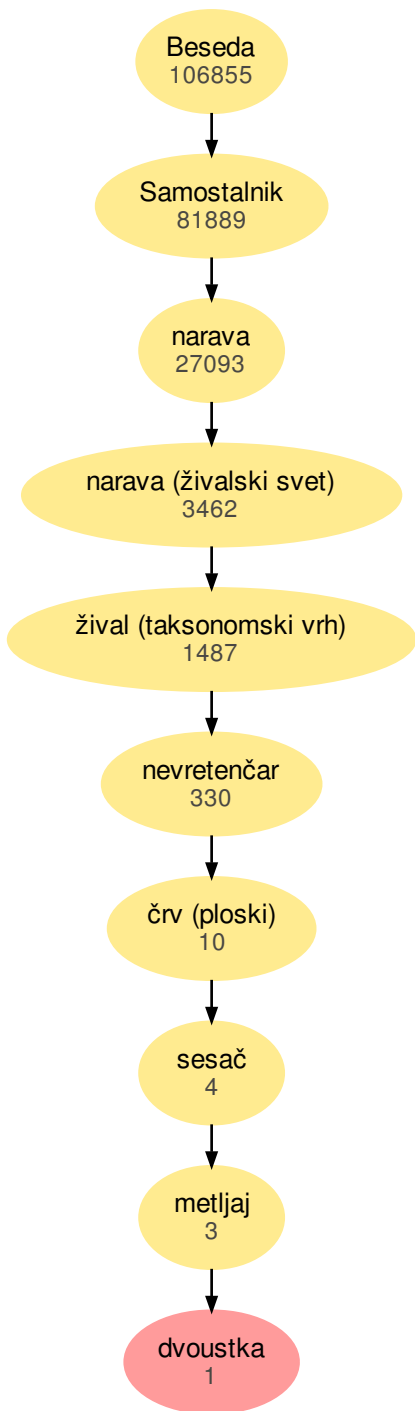 Beseda
106855
Samostalnik
81889
narava
27093
narava (živalski svet)
3462
žival (taksonomski vrh)
1487
nevretenčar
330
črv (ploski)
10
sesač
4
metljaj
3
dvoustka
1